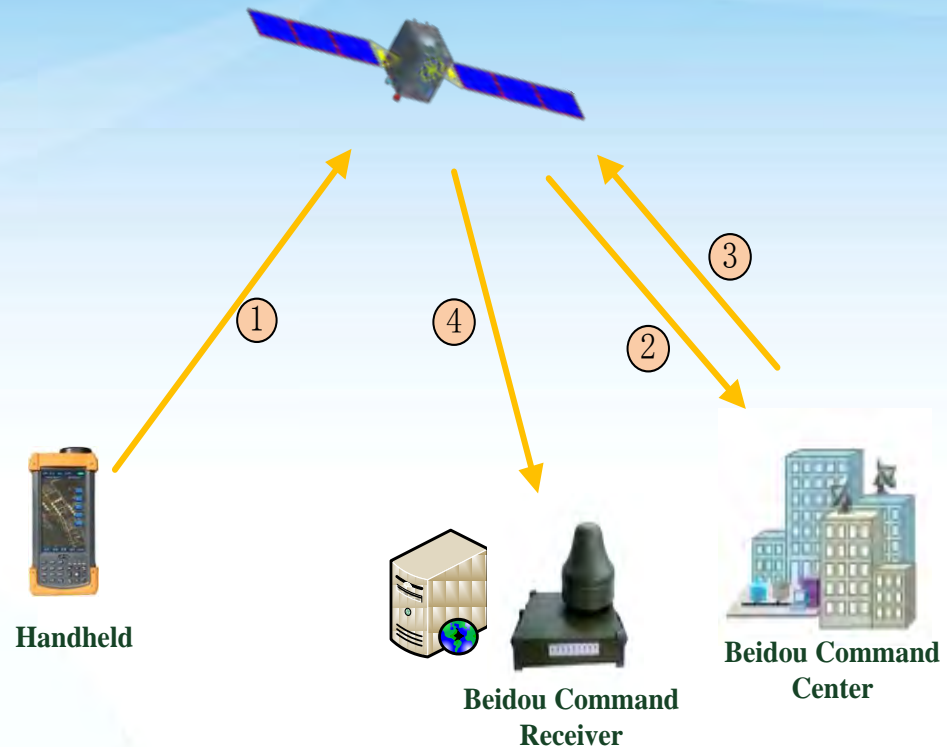 3
1
4
2
Handheld
Beidou Command
Center
Beidou Command
Receiver